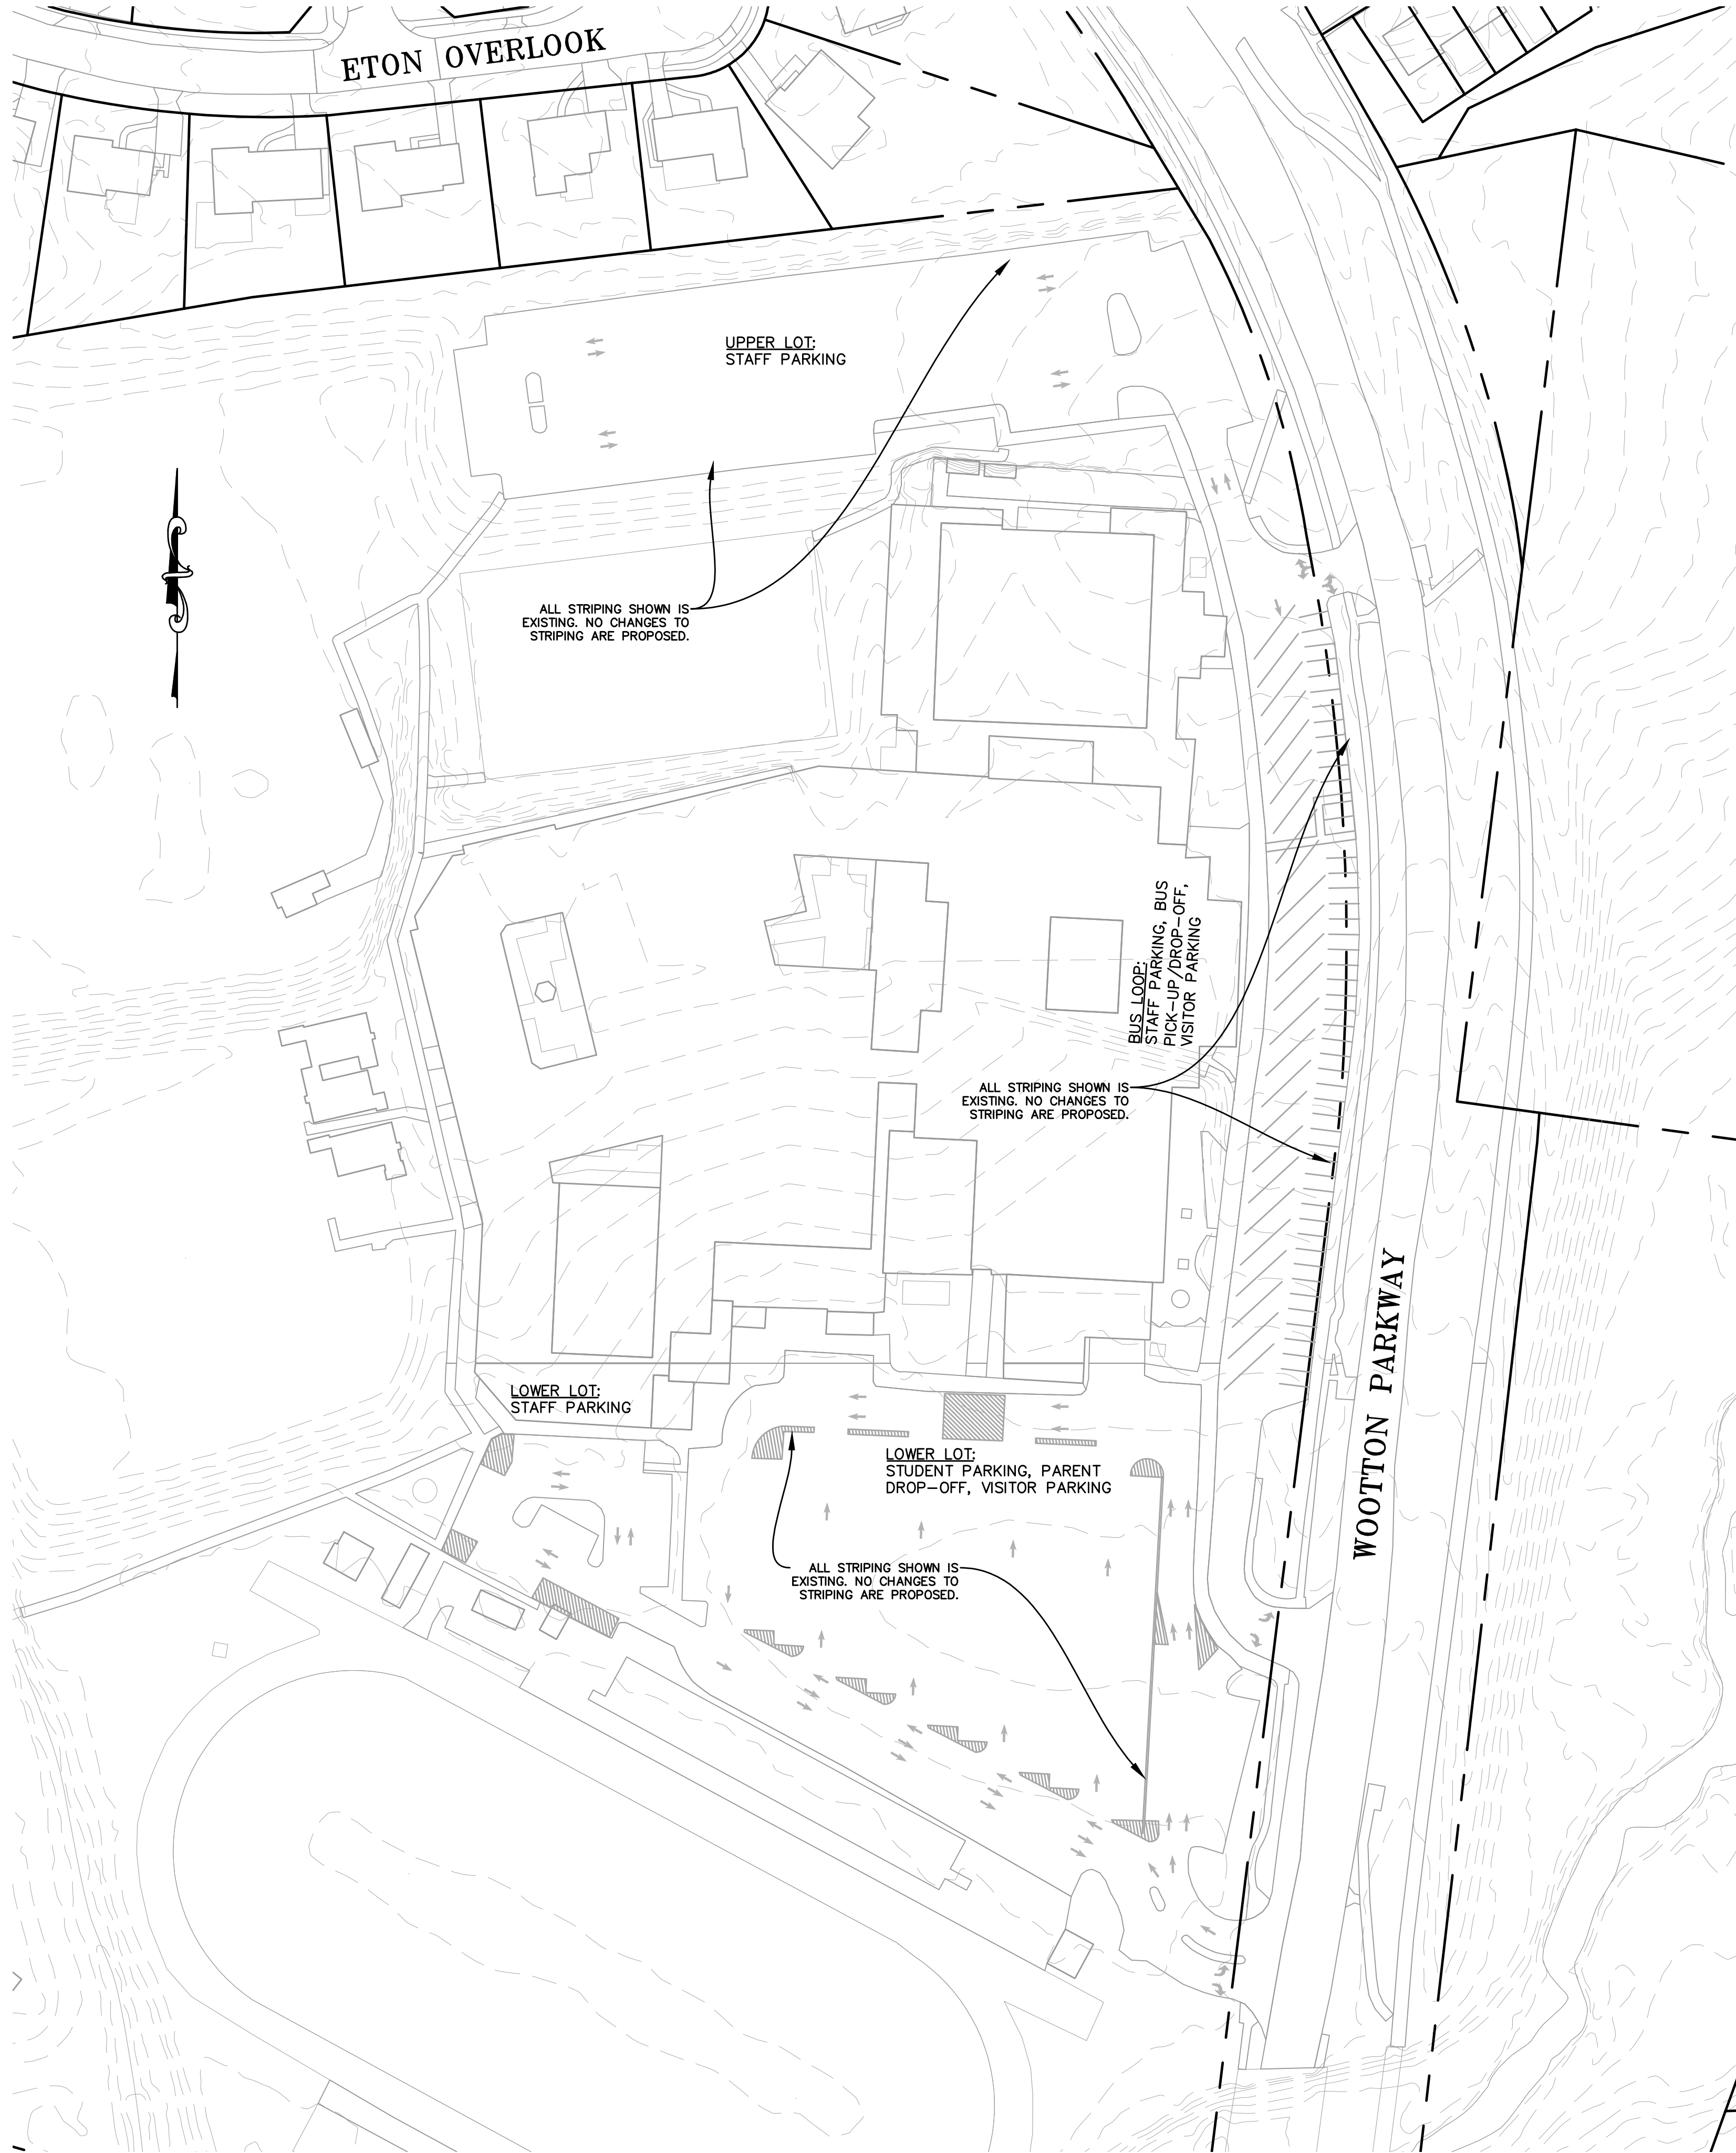 ETON OVERLOOK
UPPER LOT:
STAFF PARKING
ALL STRIPING SHOWN IS
EXISTING. NO CHANGES TO
STRIPING ARE PROPOSED.
BUS LOOP:
STAFF PARKING, BUS
PICK-UP/DROP-OFF,
VISITOR PARKING
ALL STRIPING SHOWN IS
EXISTING. NO CHANGES TO
STRIPING ARE PROPOSED.
WOOTTON PARKWAY
LOWER LOT:
STAFF PARKING
LOWER LOT:
STUDENT PARKING, PARENT
DROP-OFF, VISITOR PARKING
ALL STRIPING SHOWN IS
EXISTING. NO CHANGES TO
STRIPING ARE PROPOSED.